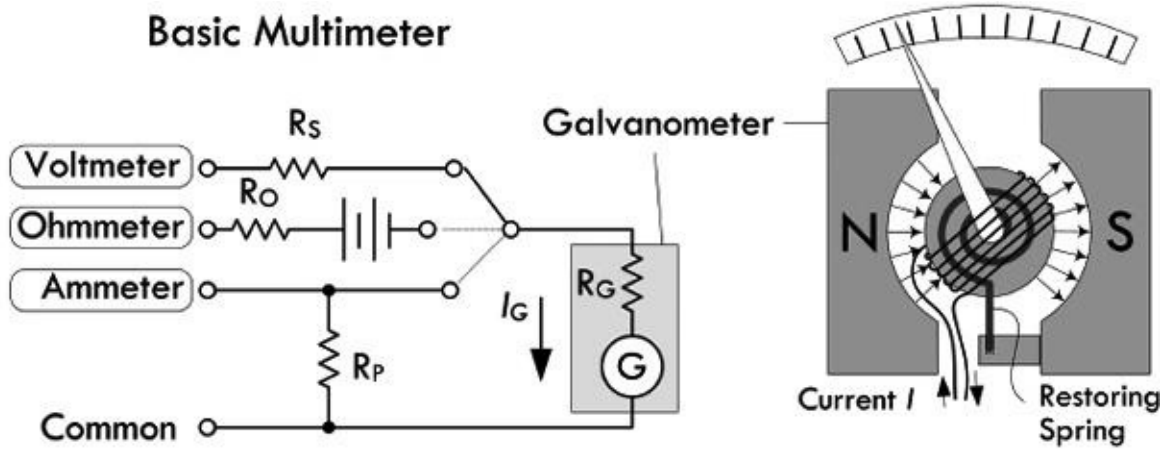 Basic Multimeter
Galvanometer
RS
Voltmeter
RO
Ohmmeter
N
S
Ammeter
RG
IG
RP
G
Current I
Restoring
Spring
Common